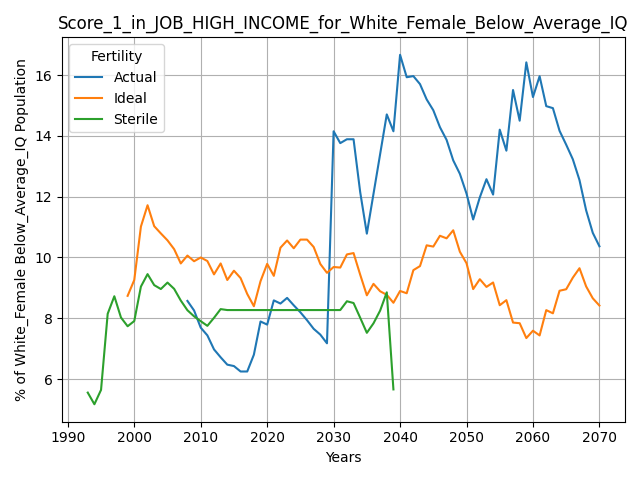 Score_1_in_JOB_HIGH_INCOME_for_White_Female_Below_Average_IQ
Fertility
Actual
Ideal
Sterile
% of White_Female Below_Average_IQ Population
16
14
12
10
8
6
1990 2000 2010 2020 2030 2040 2050 2060 2070
Years